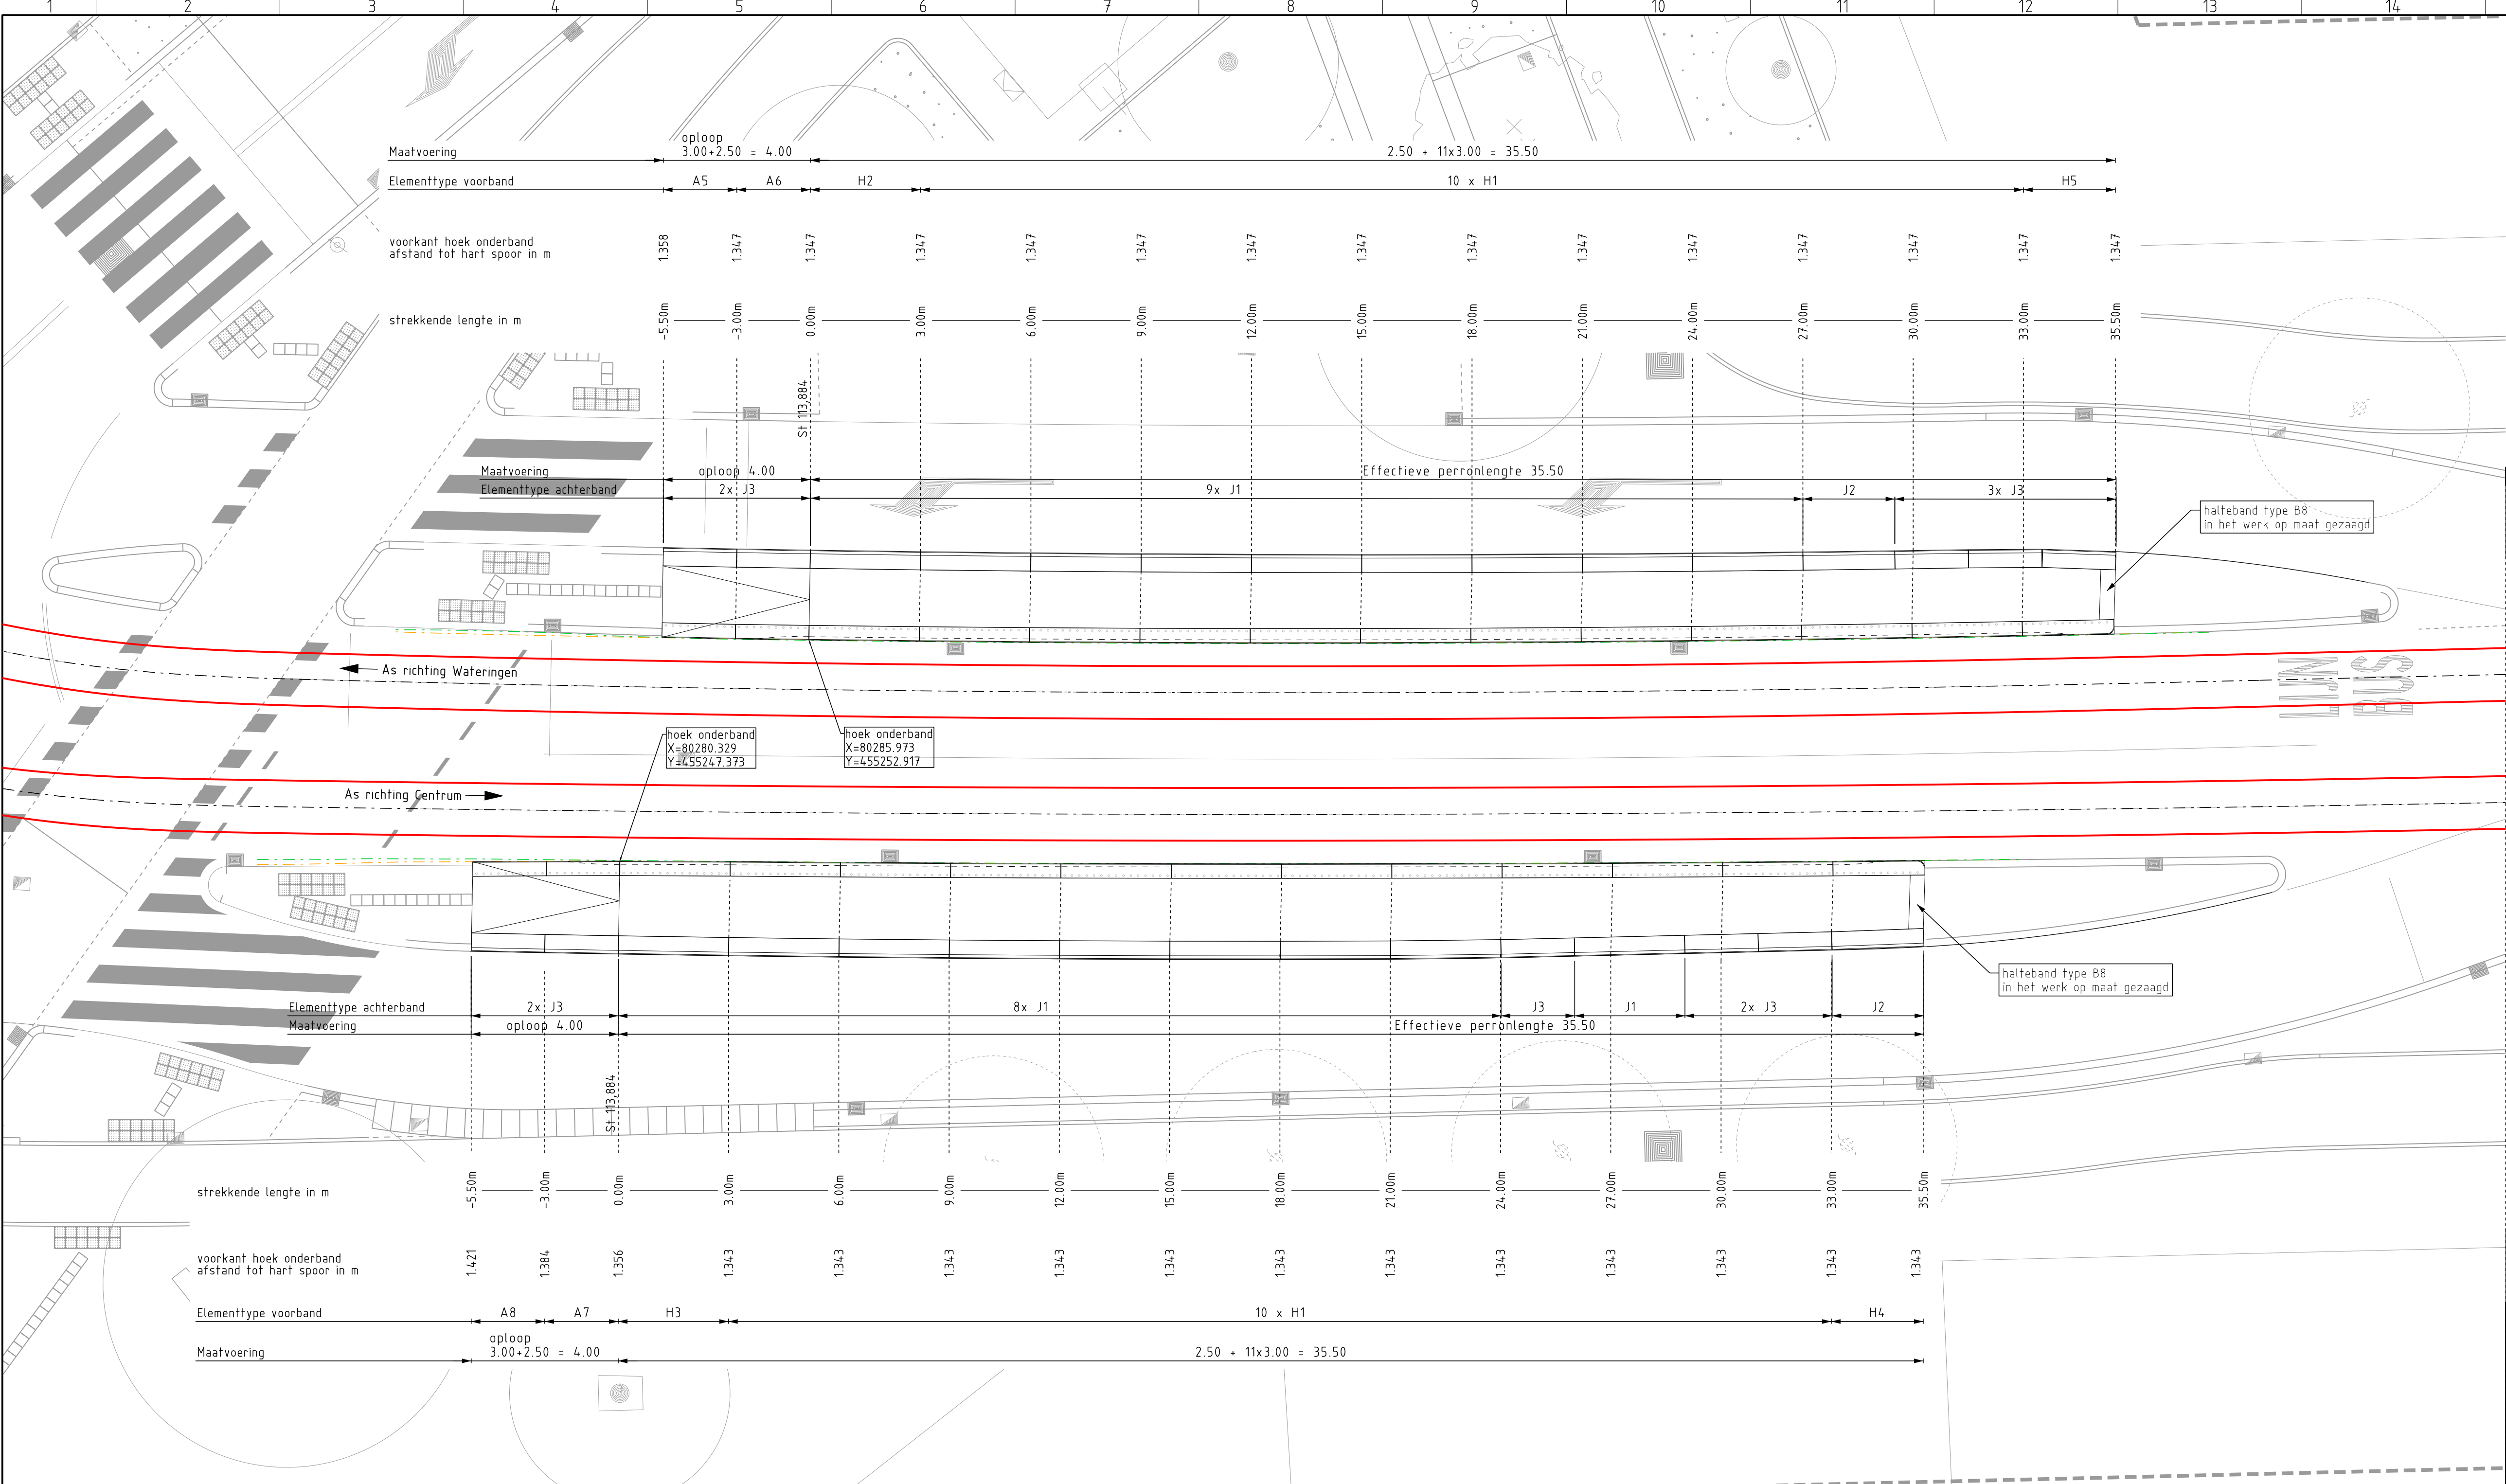 1 2 3 4 5 6 7 8 9 10 11 12 13 14
oploop
Maatvoering 3.00+2.50 = 4.00 2.50 + 11x3.00 = 35.50
Elementtype voorband A5 A6 H2 10 x H1 H5
voorkant hoek onderband
afstand tot hart spoor in m
1.358 1.347 1.347 1.347 1.347 1.347 1.347 1.347 1.347 1.347 1.347 1.347 1.347 1.347 1.347
strekkende lengte in m -5.50m -3.00m 0.00m 3.00m 6.00m 9.00m 12.00m 15.00m 18.00m 21.00m 24.00m 27.00m 30.00m 33.00m 35.50m
St 113,884
Maatvoering oploop 4.00 Effectieve perronlengte 35.50
Elementtype achterband 2x J3 9x J1 J2 3x J3
halteband type B8
in het werk op maat gezaagd
As richting Wateringen
LIJN
BUS
hoek onderband
X=80280.329
Y=455247.373
hoek onderband
X=80285.973
Y=455252.917
As richting Centrum
halteband type B8
in het werk op maat gezaagd
Elementtype achterband 2x J3 8x J1 J3 J1 2x J3 J2
Maatvoering oploop 4.00 Effectieve perronlengte 35.50
St 113,884
strekkende lengte in m -5.50m -3.00m 0.00m 3.00m 6.00m 9.00m 12.00m 15.00m 18.00m 21.00m 24.00m 27.00m 30.00m 33.00m 35.50m
voorkant hoek onderband
afstand tot hart spoor in m
1.421 1.384 1.356 1.343 1.343 1.343 1.343 1.343 1.343 1.343 1.343 1.343 1.343 1.343 1.343
Elementtype voorband A8 A7 H3 10 x H1 H4
oploop
Maatvoering 3.00+2.50 = 4.00 2.50 + 11x3.00 = 35.50